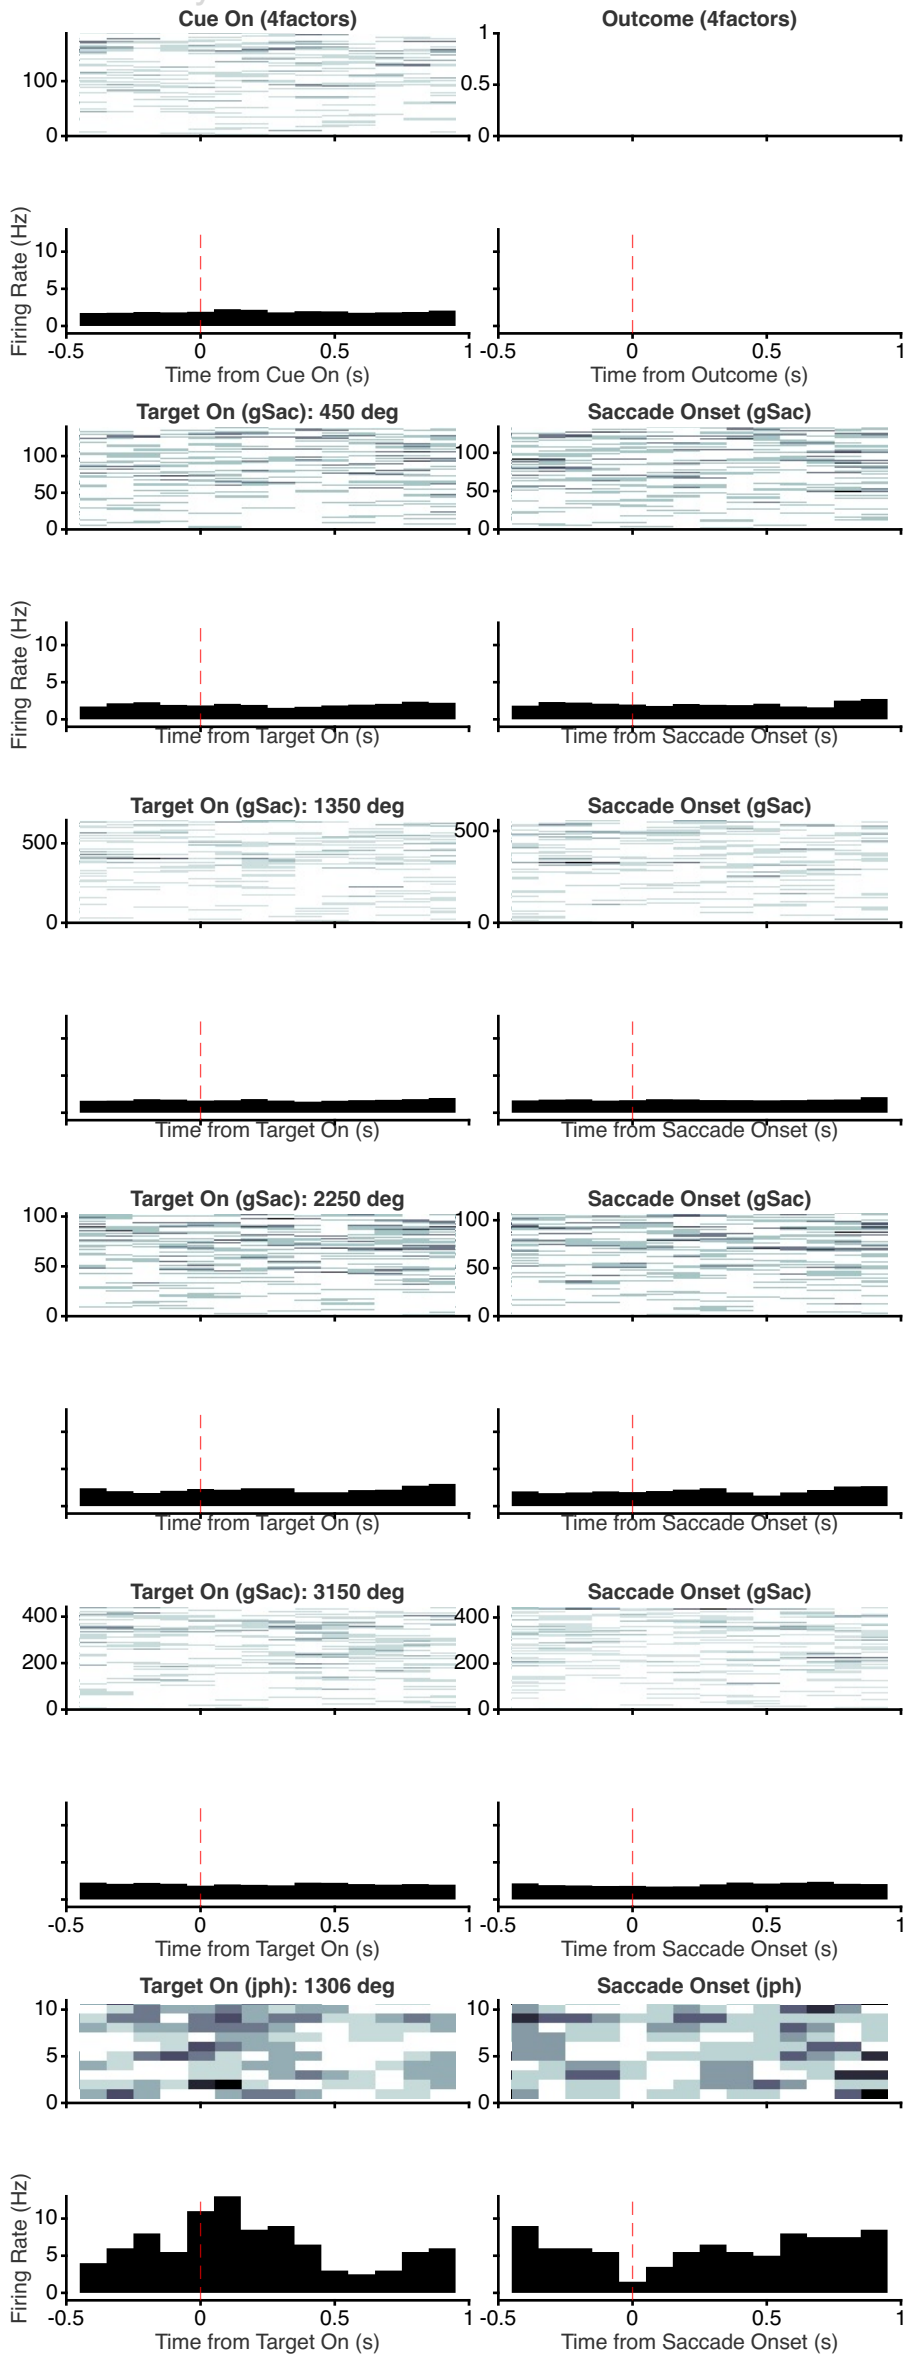 Cue On (4factors) Outcome (4factors)
100
0
1
0.5
0
Firing Rate (Hz)
10
5
0
-0.5 0 0.5 1 -0.5 0 0.5 1
Time from Cue On (s) Time from Outcome (s)
Target On (gSac): 450 deg Saccade Onset (gSac)
100
50
0
100
50
0
Firing Rate (Hz)
10
5
0
Time from Target On (s) Time from Saccade Onset (s)
Target On (gSac): 1350 deg Saccade Onset (gSac)
500
0
500
0
Time from Target On (s) Time from Saccade Onset (s)
Target On (gSac): 2250 deg Saccade Onset (gSac)
100
50
0
100
50
0
Time from Target On (s) Time from Saccade Onset (s)
Target On (gSac): 3150 deg Saccade Onset (gSac)
400
200
0
400
200
0
-0.5 0 0.5 1 -0.5 0 0.5 1
Time from Target On (s) Time from Saccade Onset (s)
Target On (jph): 1306 deg Saccade Onset (jph)
10
5
0
10
5
0
Firing Rate (Hz)
10
5
0
-0.5 0 0.5 1 -0.5 0 0.5 1
Time from Target On (s) Time from Saccade Onset (s)